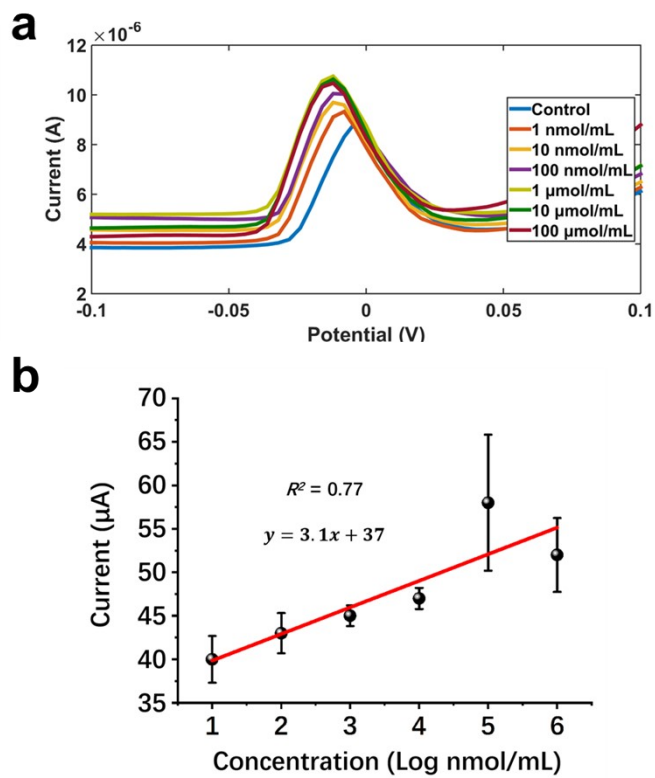 a
12 ×10⁻⁶
10
8
6
4
2
Current (A)
-0.1 -0.05 0 0.05 0.1
Potential (V)
Control
1 nmol/mL
10 nmol/mL
100 nmol/mL
1 μmol/mL
10 μmol/mL
100 μmol/mL
b
70
65
60
55
50
45
40
35
Current (μA)
R² = 0.77
y = 3.1x + 37
1 2 3 4 5 6
Concentration (Log nmol/mL)